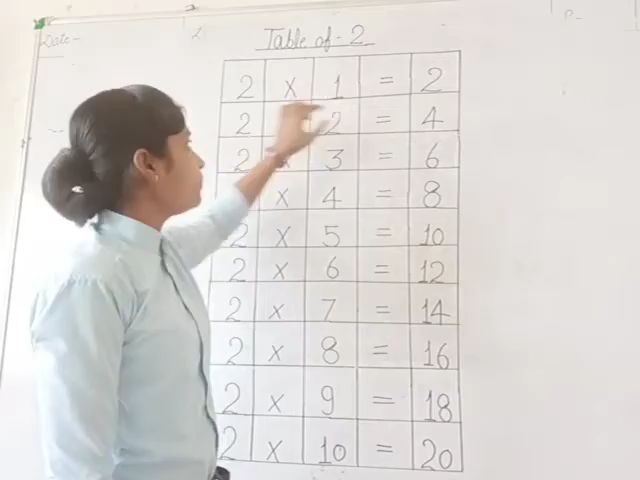 Date-
Table of - 2
2 x 1 = 2
2 2 = 4
2 x 3 = 6
x 4 = 8
2 x 5 = 10
2 x 6 = 12
2 x 7 = 14
2 x 8 = 16
2 x 9 = 18
2 x 10 = 20